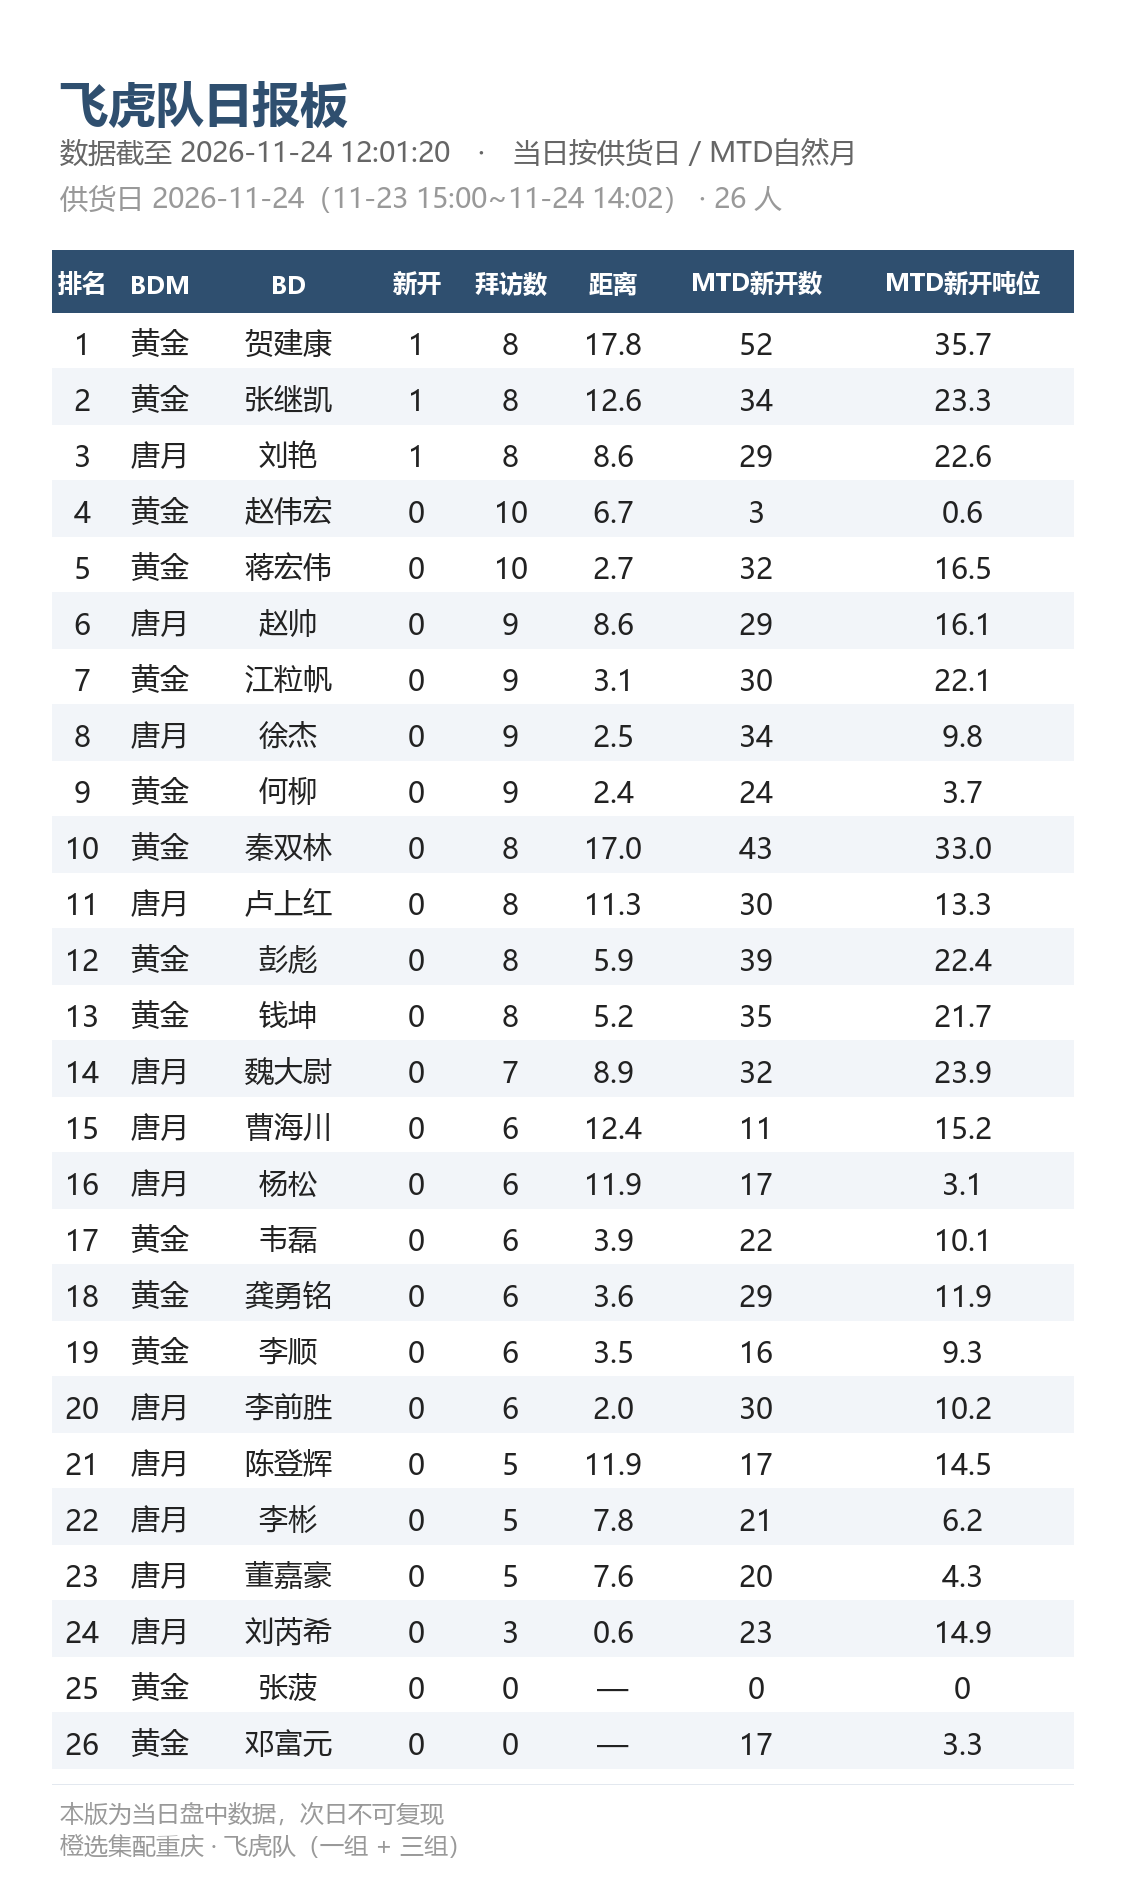 飞虎队日报板
数据截至 2026-11-24 12:01:20 · 当日按供货日 / MTD自然月
供货日 2026-11-24（11-23 15:00~11-24 14:02） · 26 人
排名 BDM BD 新开 拜访数 距离 MTD新开数 MTD新开吨位
1 黄金 贺建康 1 8 17.8 52 35.7
2 黄金 张继凯 1 8 12.6 34 23.3
3 唐月 刘艳 1 8 8.6 29 22.6
4 黄金 赵伟宏 0 10 6.7 3 0.6
5 黄金 蒋宏伟 0 10 2.7 32 16.5
6 唐月 赵帅 0 9 8.6 29 16.1
7 黄金 江粒帆 0 9 3.1 30 22.1
8 唐月 徐杰 0 9 2.5 34 9.8
9 黄金 何柳 0 9 2.4 24 3.7
10 黄金 秦双林 0 8 17.0 43 33.0
11 唐月 卢上红 0 8 11.3 30 13.3
12 黄金 彭彪 0 8 5.9 39 22.4
13 黄金 钱坤 0 8 5.2 35 21.7
14 唐月 魏大尉 0 7 8.9 32 23.9
15 唐月 曹海川 0 6 12.4 11 15.2
16 唐月 杨松 0 6 11.9 17 3.1
17 黄金 韦磊 0 6 3.9 22 10.1
18 黄金 龚勇铭 0 6 3.6 29 11.9
19 黄金 李顺 0 6 3.5 16 9.3
20 唐月 李前胜 0 6 2.0 30 10.2
21 唐月 陈登辉 0 5 11.9 17 14.5
22 唐月 李彬 0 5 7.8 21 6.2
23 唐月 董嘉豪 0 5 7.6 20 4.3
24 唐月 刘芮希 0 3 0.6 23 14.9
25 黄金 张菠 0 0 — 0 0
26 黄金 邓富元 0 0 — 17 3.3
本版为当日盘中数据，次日不可复现
橙选集配重庆 · 飞虎队（一组 + 三组）